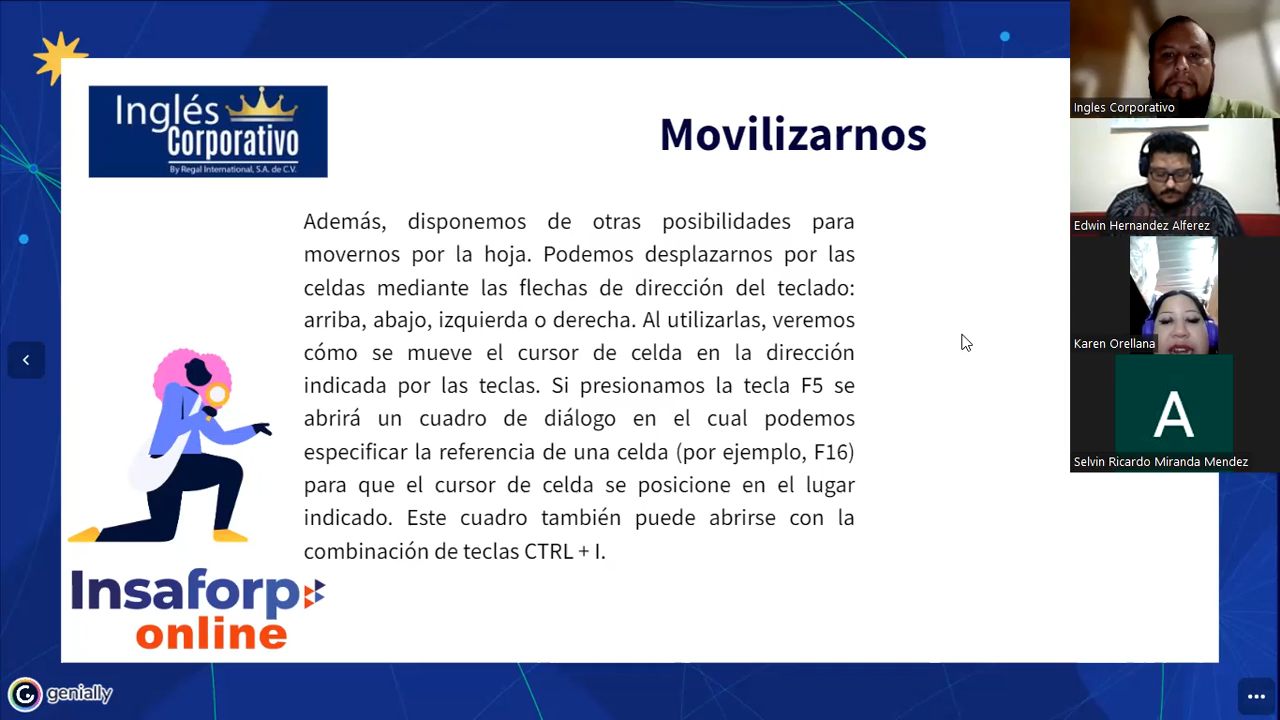 Inglés
Corporativo
By Regal International, S.A. de C.V.
Movilizarnos
Además, disponemos de otras posibilidades para
movernos por la hoja. Podemos desplazarnos por las
celdas mediante las flechas de dirección del teclado:
arriba, abajo, izquierda o derecha. Al utilizarlas, veremos
cómo se mueve el cursor de celda en la dirección
indicada por las teclas. Si presionamos la tecla F5 se
abrirá un cuadro de diálogo en el cual podemos
especificar la referencia de una celda (por ejemplo, F16)
para que el cursor de celda se posicione en el lugar
indicado. Este cuadro también puede abrirse con la
combinación de teclas CTRL + I.
Insaforp
online
genially
Ingles Corporativo
Edwin Hernandez Alferez
Karen Orellana
A
Selvin Ricardo Miranda Mendez